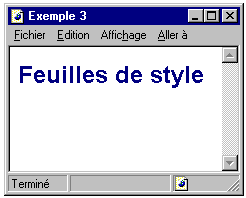 Exemple 3
Fichier Edition Affichage Aller à
Feuilles de style
Terminé